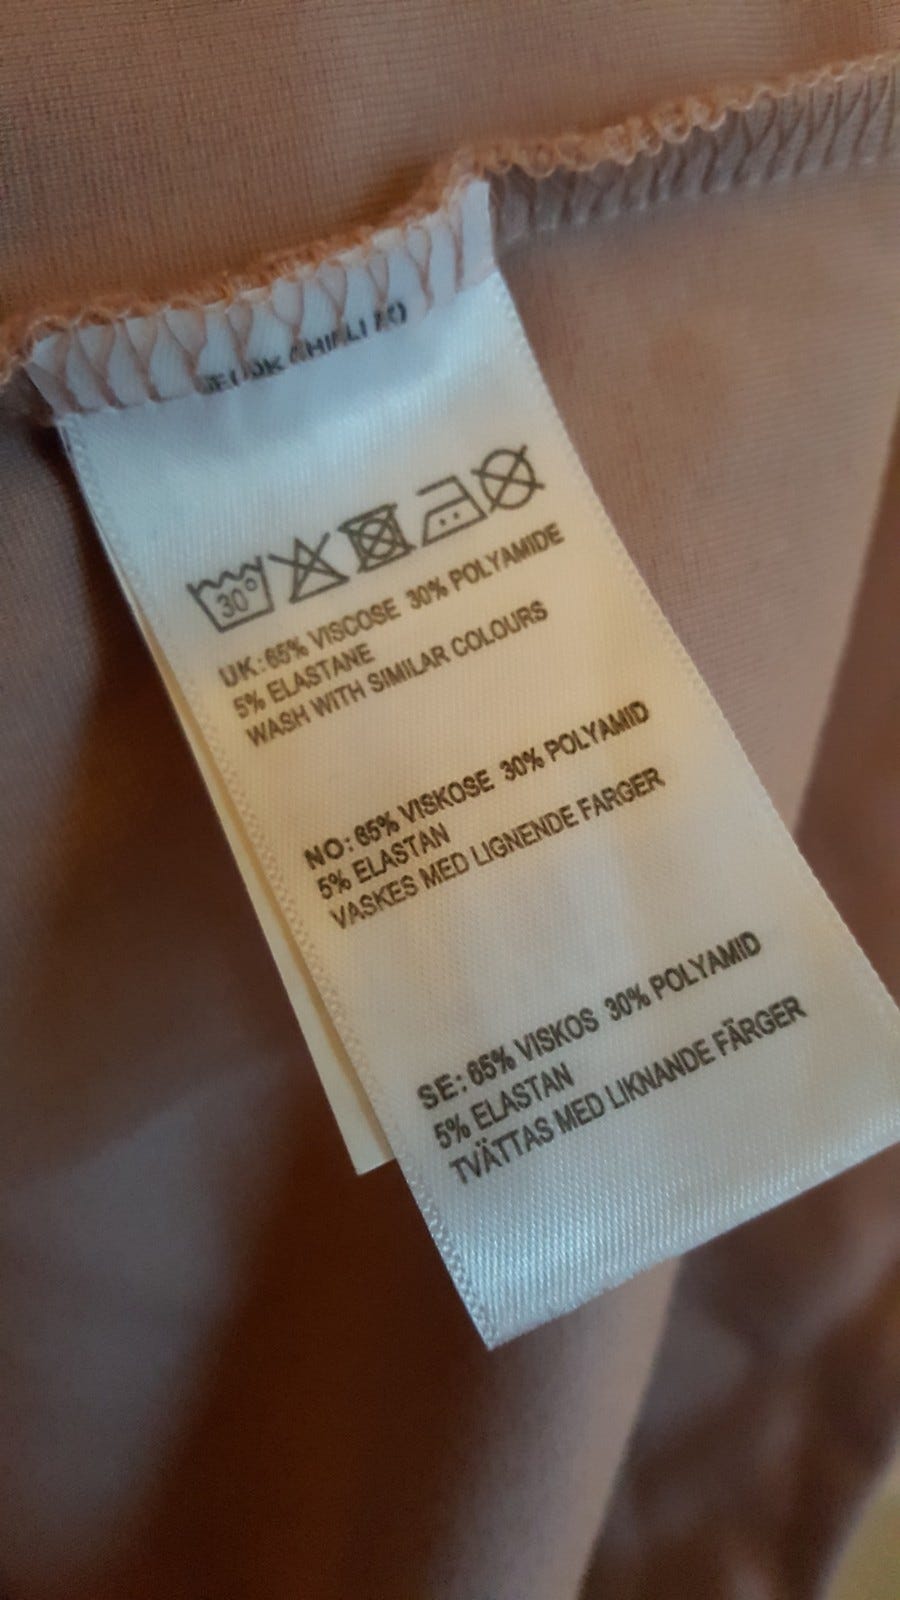 30°
UK: 65% VISCOSE 30% POLYAMIDE
5% ELASTANE
WASH WITH SIMILAR COLOURS
NO: 65% VISKOSE 30% POLYAMID
5% ELASTAN
VASKES MED LIGNENDE FARGER
SE: 65% VISKOS 30% POLYAMID
5% ELASTAN
TVÄTTAS MED LIKNANDE FÄRGER